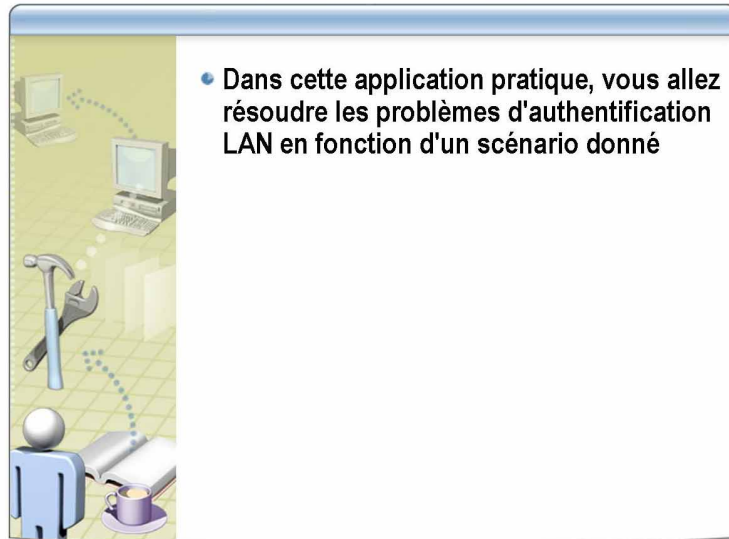 Dans cette application pratique, vous allez
résoudre les problèmes d'authentification
LAN en fonction d'un scénario donné